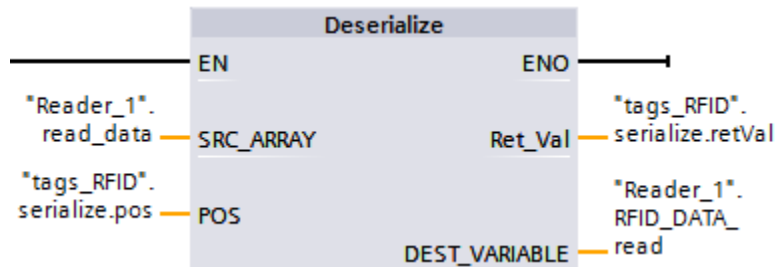 Deserialize
EN
ENO
"Reader_1".
read_data
SRC_ARRAY
Ret_Val
"tags_RFID".
serialize.retVal
"tags_RFID".
serialize.pos
POS
DEST_VARIABLE
"Reader_1".
RFID_DATA_
read